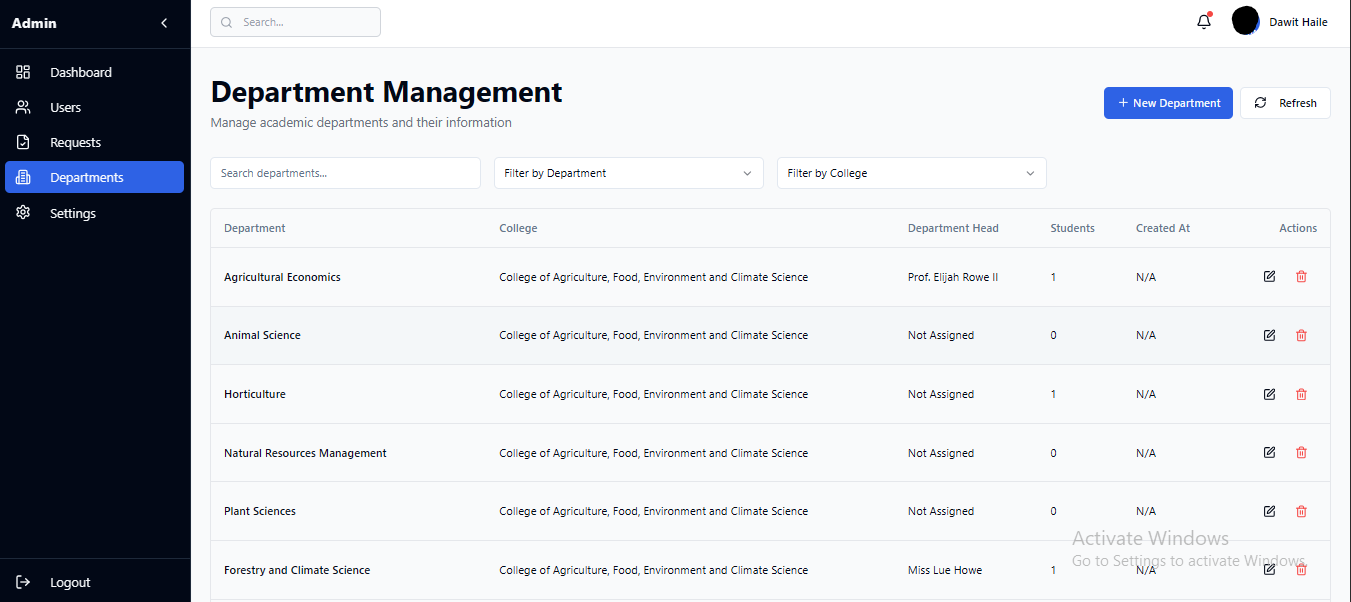 Admin
Search...
Dawit Haile
Dashboard
Users
Requests
Departments
Settings
Logout
Department Management
Manage academic departments and their information
New Department
Refresh
Search departments...
Filter by Department
Filter by College
Department College Department Head Students Created At Actions
Agricultural Economics College of Agriculture, Food, Environment and Climate Science Prof. Elijah Rowe II 1 N/A
Animal Science College of Agriculture, Food, Environment and Climate Science Not Assigned 0 N/A
Horticulture College of Agriculture, Food, Environment and Climate Science Not Assigned 1 N/A
Natural Resources Management College of Agriculture, Food, Environment and Climate Science Not Assigned 0 N/A
Plant Sciences College of Agriculture, Food, Environment and Climate Science Not Assigned 0 N/A
Activate Windows
Go to Settings to activate Windows.
Forestry and Climate Science College of Agriculture, Food, Environment and Climate Science Miss Lue Howe 1 N/A